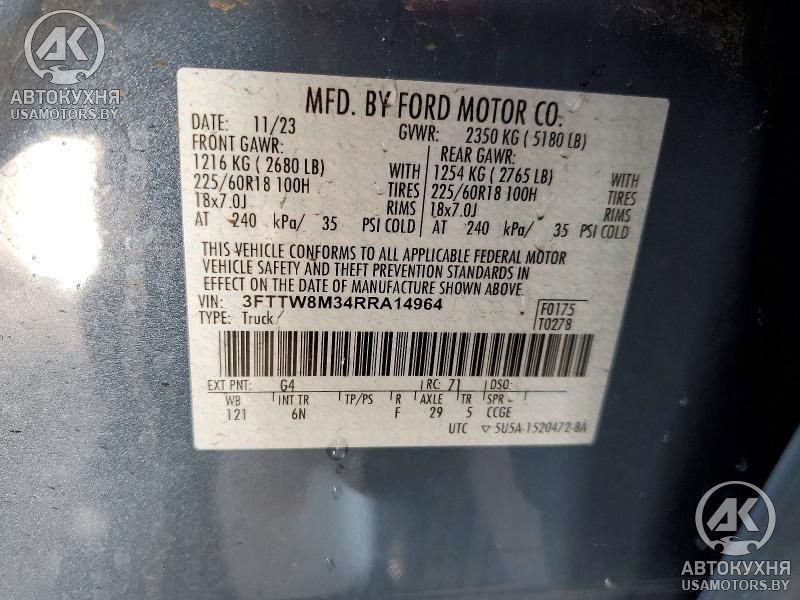 AK
АВТОКУХНЯ
USAMOTORS.BY
MFD. BY FORD MOTOR CO.
DATE: 11/23 GVWR: 2350 KG ( 5180 LB)
FRONT GAWR: REAR GAWR:
1216 KG ( 2680 LB) WITH 1254 KG ( 2765 LB) WITH
225/60R18 100H TIRES 225/60R18 100H TIRES
18x7.0J RIMS 18x7.0J RIMS
AT 240 kPa/ 35 PSI COLD AT 240 kPa/ 35 PSI COLD
THIS VEHICLE CONFORMS TO ALL APPLICABLE FEDERAL MOTOR
VEHICLE SAFETY AND THEFT PREVENTION STANDARDS IN
EFFECT ON THE DATE OF MANUFACTURE SHOWN ABOVE.
VIN: 3FTTW8M34RRA14964 F0175
TYPE: Truck/ T0278
EXT PNT: G4 RC: 71 DSO:
WB INT TR TP/PS R AXLE TR SPR
121 6N F 29 5 CCGE
UTC ▽5U5A-1520472-BA
AK
АВТОКУХНЯ
USAMOTORS.BY